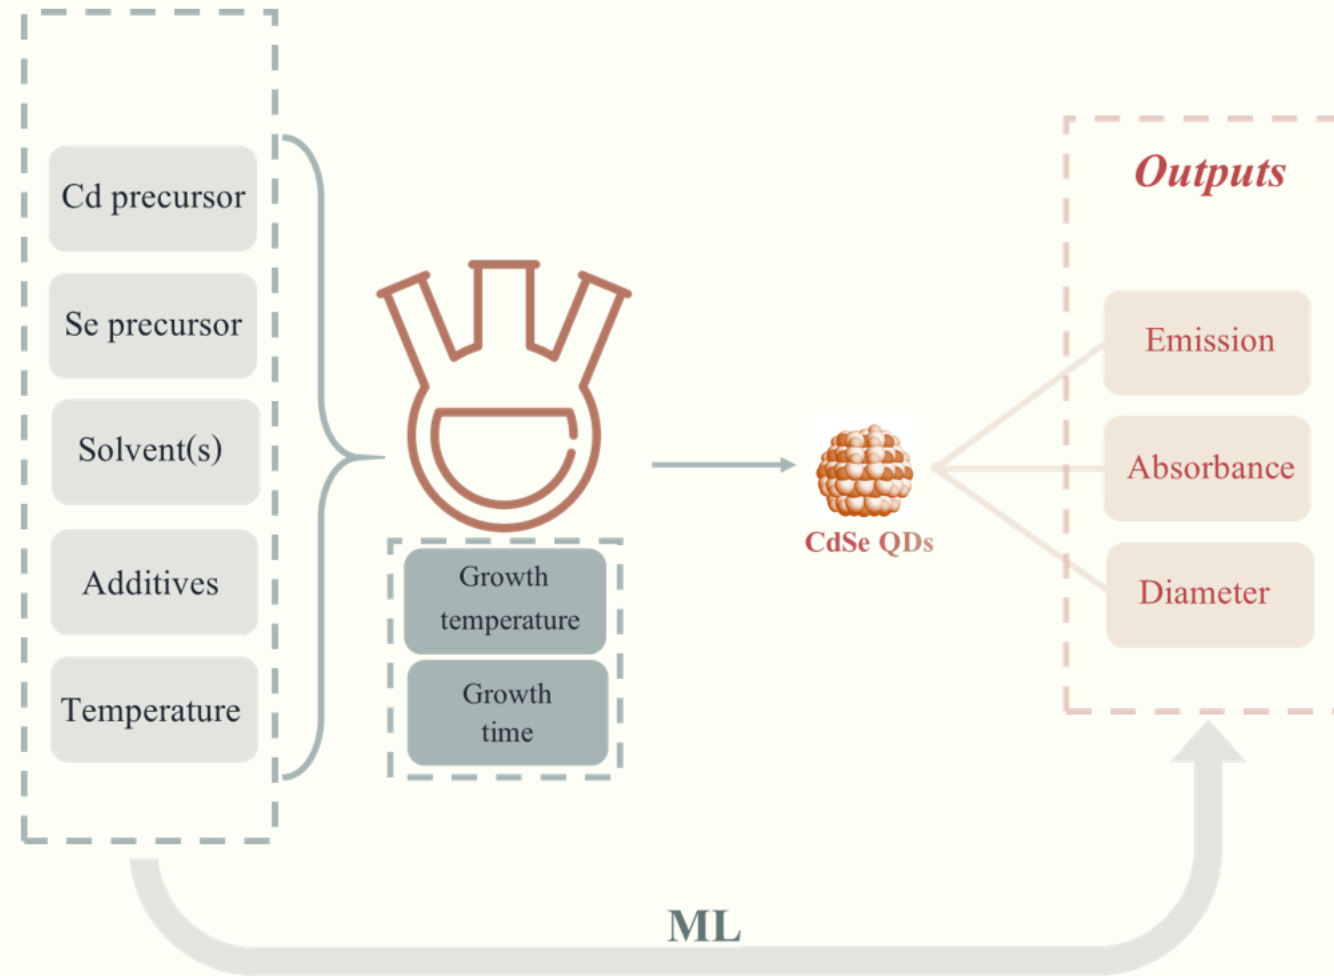 Cd precursor
Se precursor
Solvent(s)
Additives
Temperature
Growth
temperature
Growth
time
CdSe QDs
Outputs
Emission
Absorbance
Diameter
ML